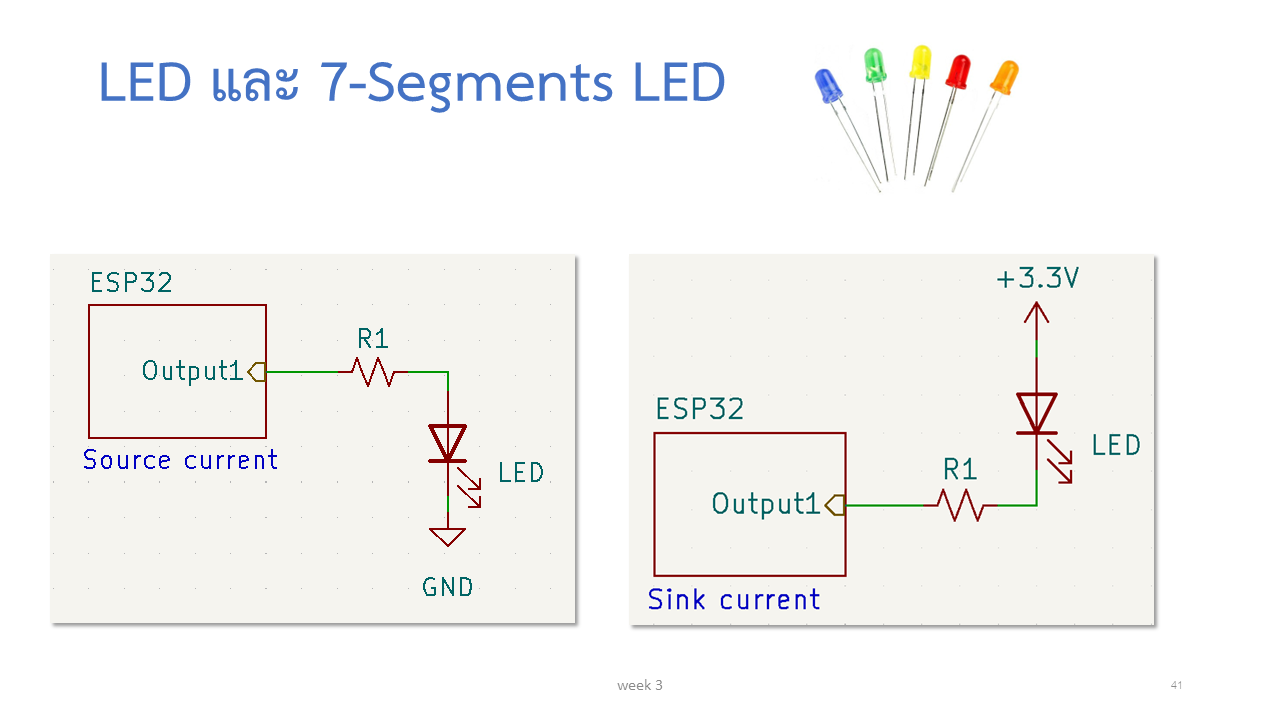 LED และ 7-Segments LED
ESP32
R1
Output1
Source current
LED
GND
+3.3V
ESP32
LED
R1
Output1
Sink current
week 3
41